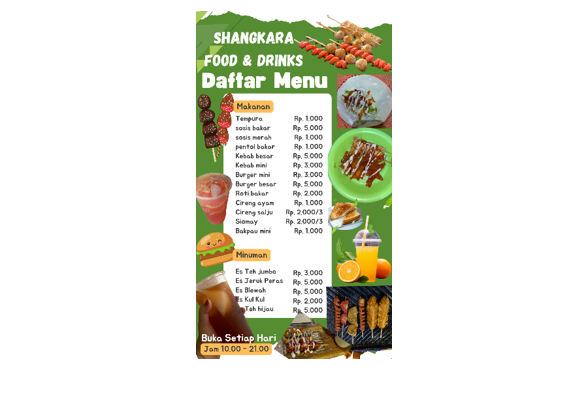 SHANGKARA
FOOD & DRINKS
Daftar Menu
Makanan
Tempura Rp. 1.000
sosis bakar Rp. 5.000
sosis merah Rp. 1.000
pentol bakar Rp. 1.000
Kebab besar Rp. 5.000
Kebab mini Rp. 3.000
Burger mini Rp. 3.000
Burger besar Rp. 5.000
Roti bakar Rp. 2.000
Cireng ayam Rp. 1.000
Cireng salju Rp. 2.000/3
Siomay Rp. 2.000/3
Bakpau mini Rp. 1.000
Minuman
Es Teh jumbo Rp. 3,000
Es Jeruk Peras Rp. 5.000
Es Blewah Rp. 5.000
Es Kul Kul Rp. 2.000
Teh hijau Rp. 5.000
Buka Setiap Hari
Jam 10.00 - 21.00